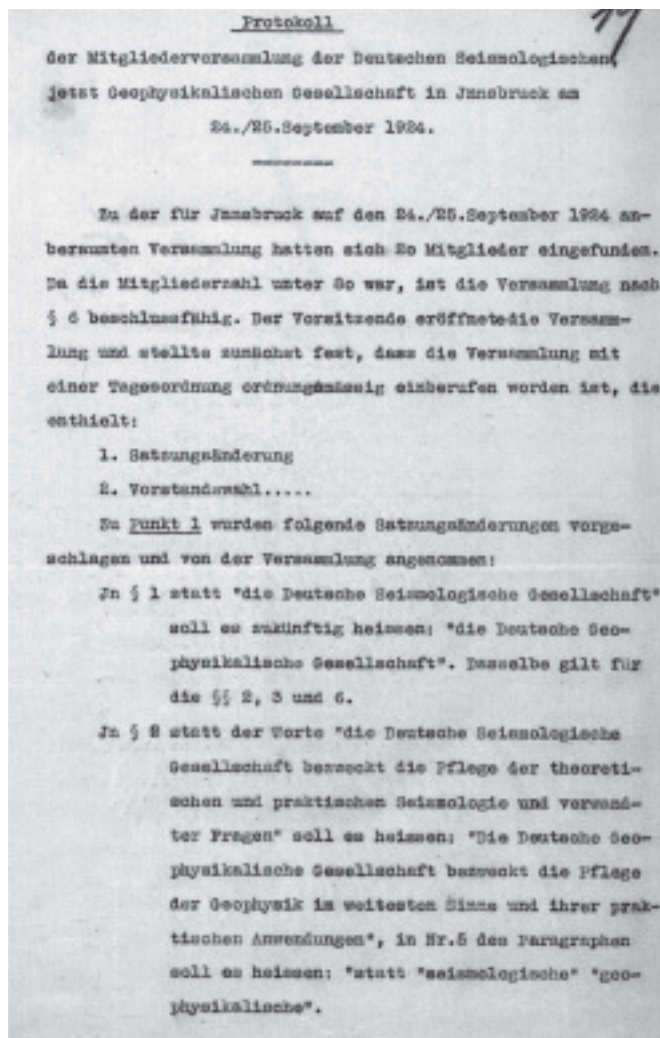 Protokoll
der Mitgliederversammlung der Deutschen Seismologischen,
jetzt Geophysikalischen Gesellschaft in Jnnsbruck am
24./25.September 1924.
Zu der für Jnnsbruck auf den 24./25.September 1924 an-
beraumten Versammlung hatten sich 20 Mitglieder eingefunden.
Da die Mitgliederzahl unter 80 war, ist die Versammlung nach
§ 6 beschlussfähig. Der Vorsitzende eröffnetedie Versamm-
lung und stellte zunächst fest, dass die Versammlung mit
einer Tagesordnung ordnungsmässig einberufen worden ist, die
enthielt:
1. Satzungsänderung
2. Vorstandswahl.....
Zu Punkt 1 wurden folgende Satzungsänderungen vorge-
schlagen und von der Versammlung angenommen:
Jn § 1 statt "die Deutsche Seismologische Gesellschaft"
soll es zukünftig heissen: "die Deutsche Geo-
physikalische Gesellschaft". Dasselbe gilt für
die §§ 2, 3 und 6.
Jn § 2 statt der Worte "die Deutsche Seismologische
Gesellschaft bezweckt die Pflege der theoreti-
schen und praktischen Seismologie und verwand-
ter Fragen" soll es heissen: "Die Deutsche Geo-
physikalische Gesellschaft bezweckt die Pflege
der Geophysik im weitesten Sinne und ihrer prak-
tischen Anwendungen", in Nr.5 des Paragraphen
soll es heissen: "statt "seismologische" "geo-
physikalische".